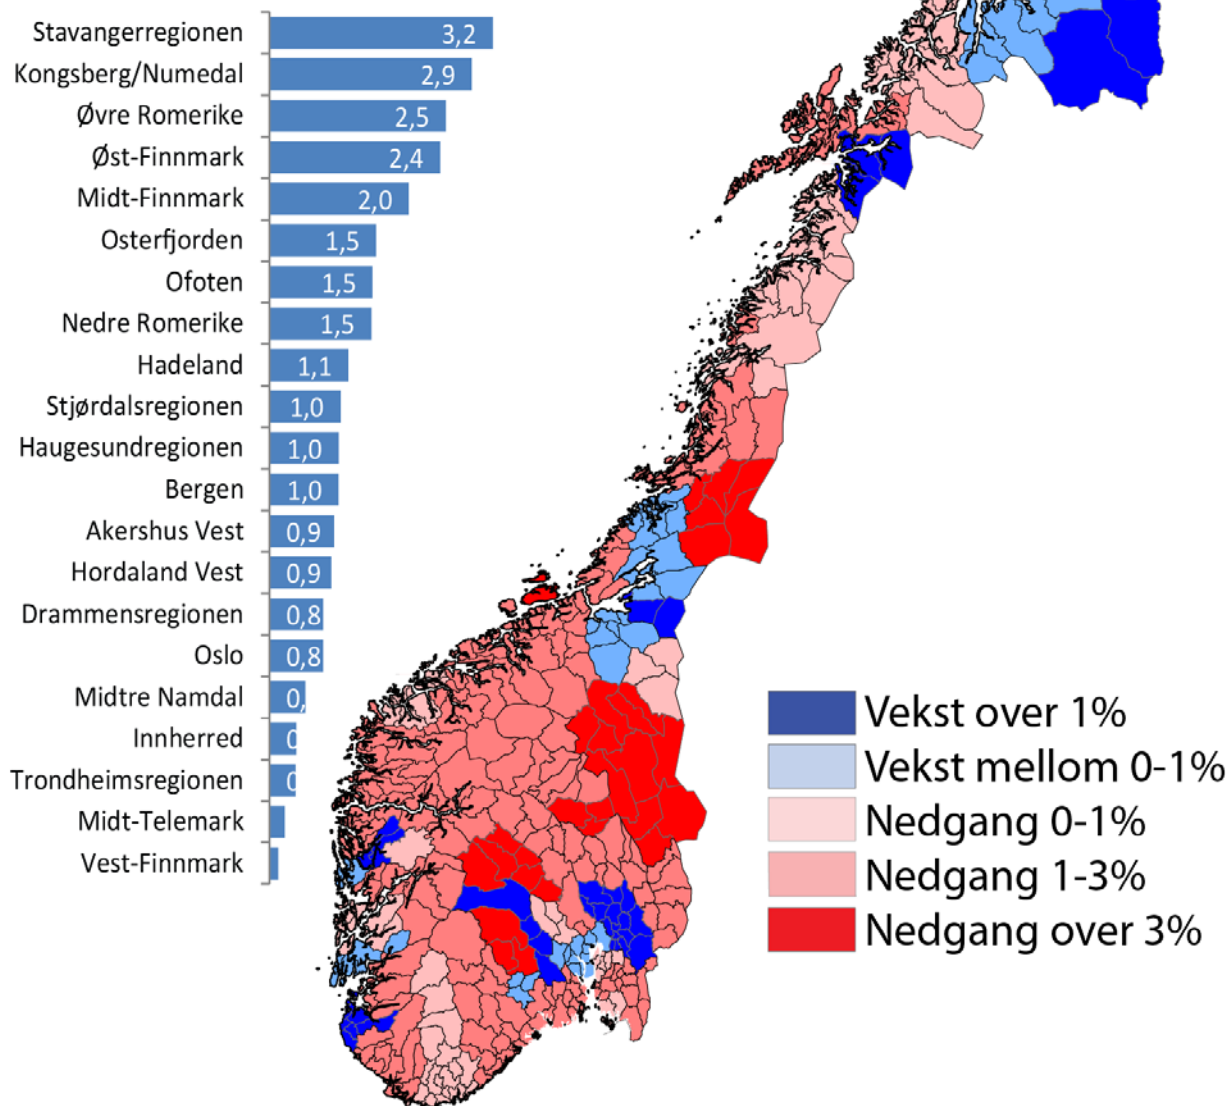 Stavangerregionen 3,2
Kongsberg/Numedal 2,9
Øvre Romerike 2,5
Øst-Finnmark 2,4
Midt-Finnmark 2,0
Osterfjorden 1,5
Ofoten 1,5
Nedre Romerike 1,5
Hadeland 1,1
Stjørdalsregionen 1,0
Haugesundregionen 1,0
Bergen 1,0
Akershus Vest 0,9
Hordaland Vest 0,9
Drammensregionen 0,8
Oslo 0,8
Midtre Namdal 0,
Innherred 0
Trondheimsregionen 0
Midt-Telemark
Vest-Finnmark
Vekst over 1%
Vekst mellom 0-1%
Nedgang 0-1%
Nedgang 1-3%
Nedgang over 3%